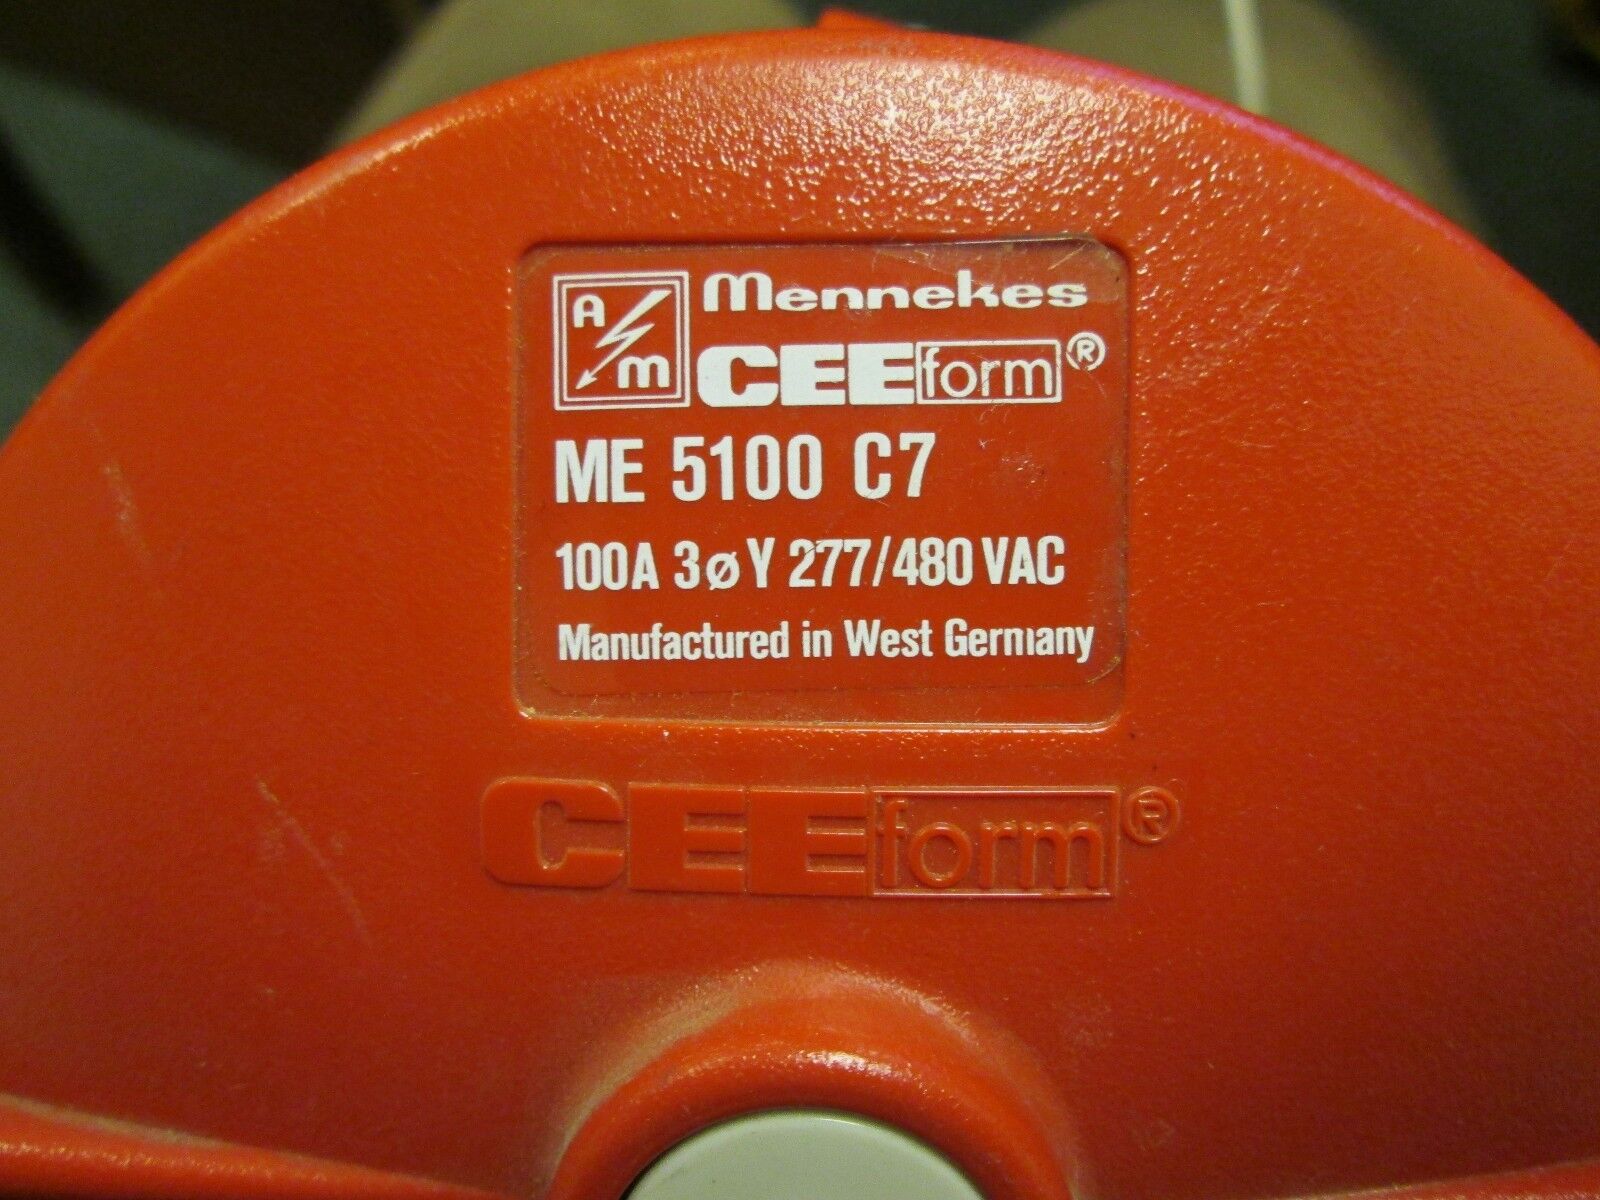 A M
Mennekes
CEEform®
ME 5100 C7
100A 3ø Y 277/480 VAC
Manufactured in West Germany
CEEform®